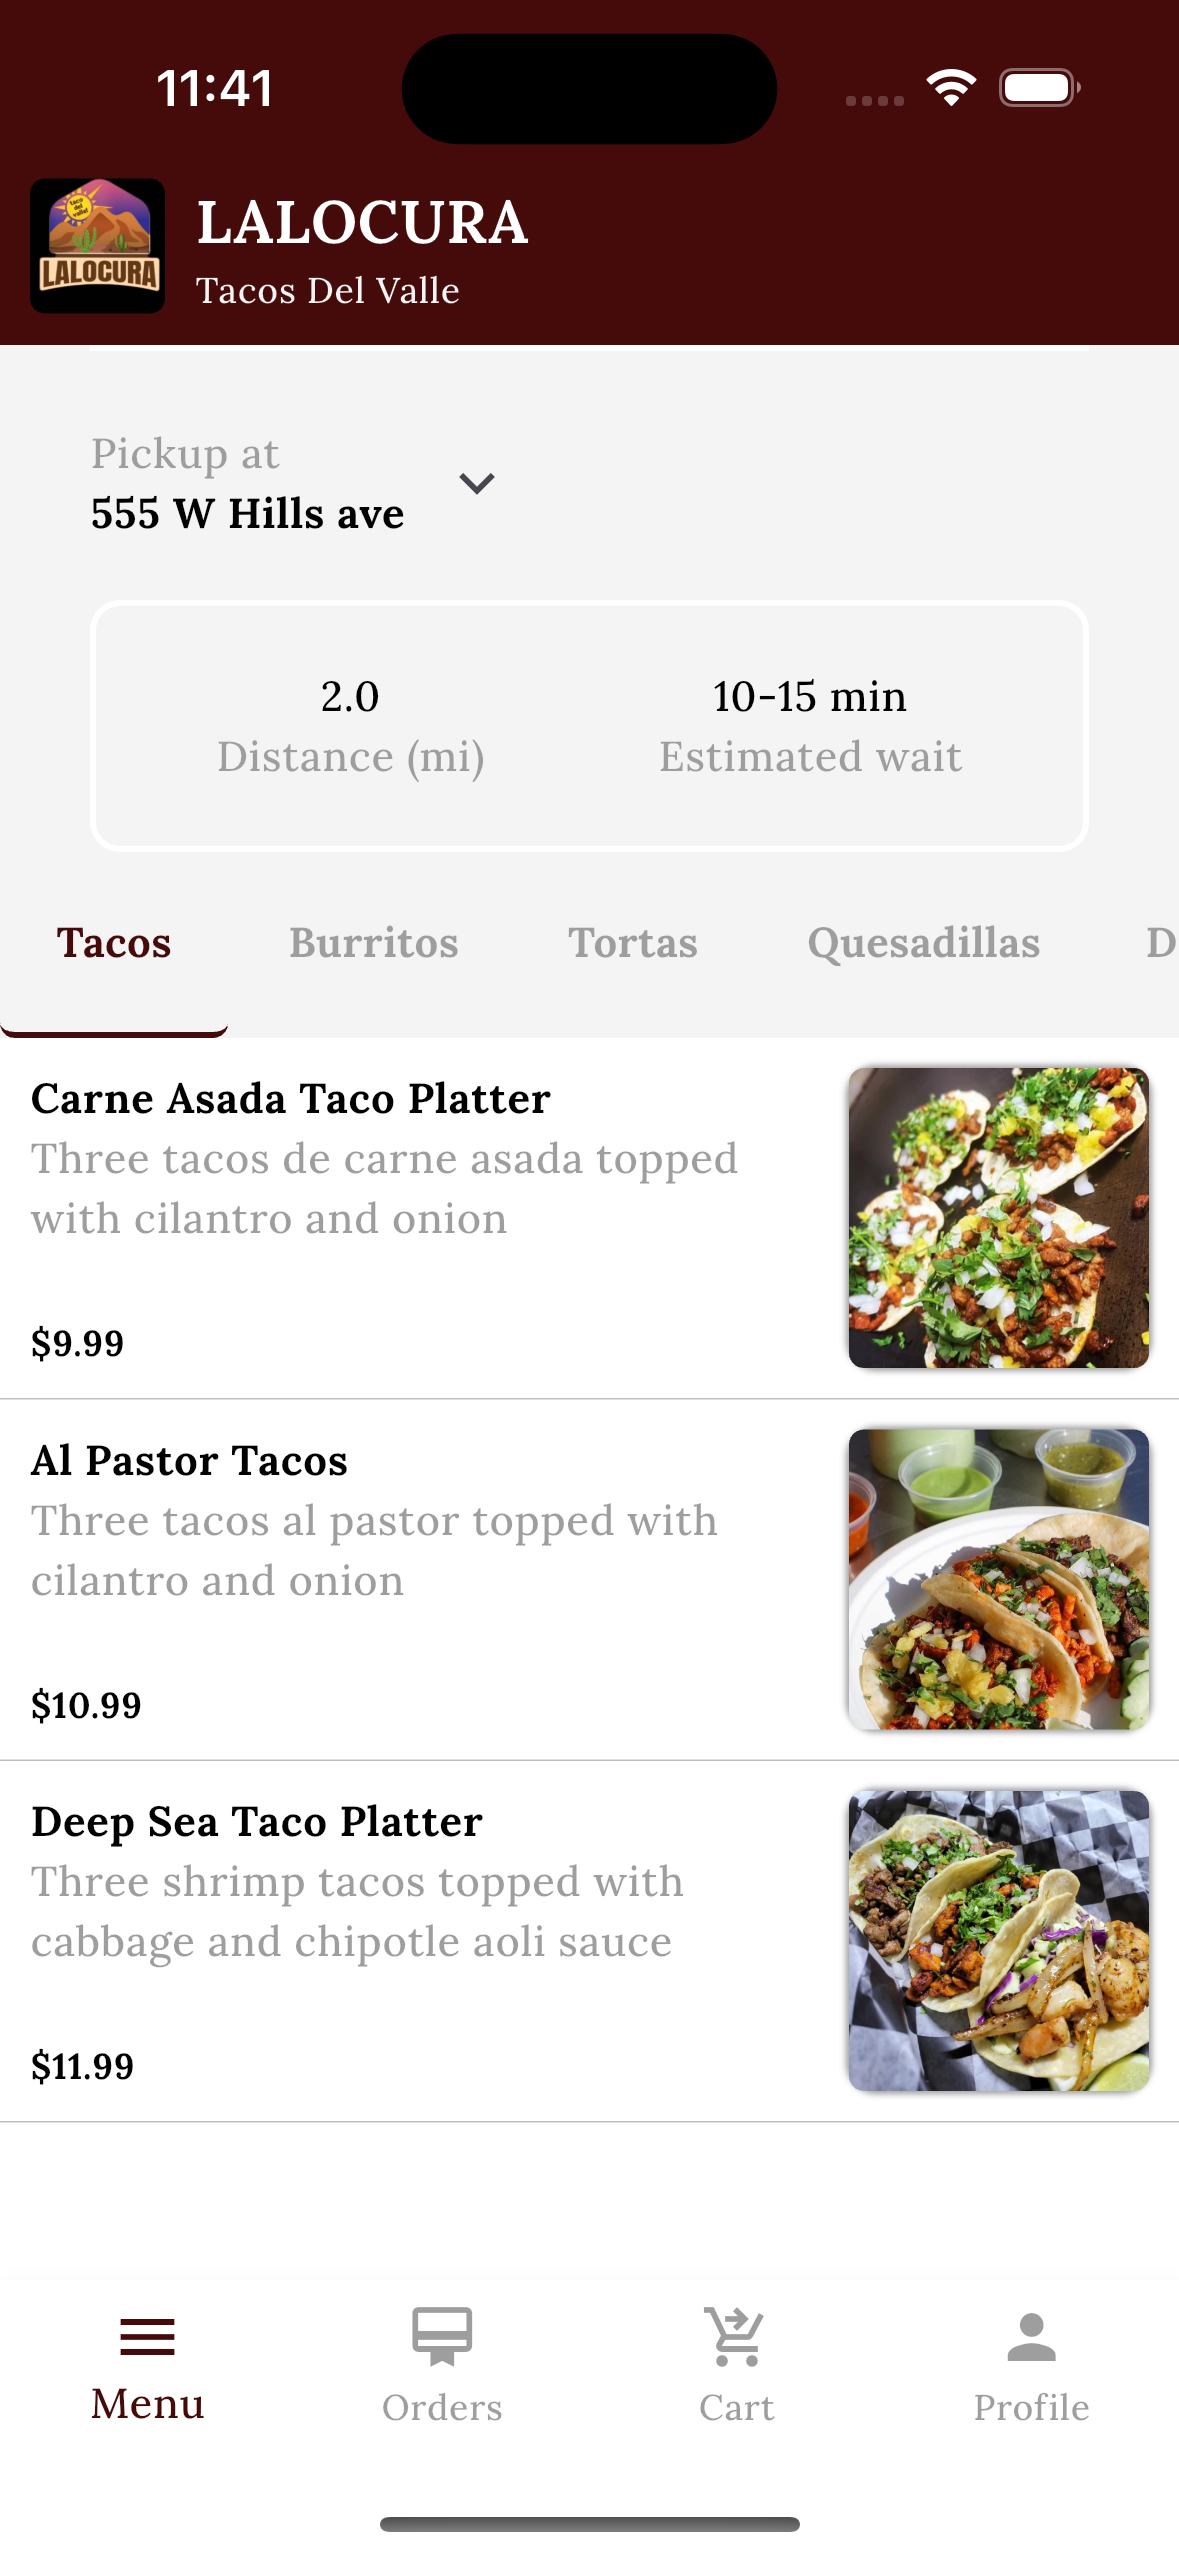 11:41
taco
del
valle!
LALOCURA
LALOCURA
Tacos Del Valle
Pickup at
555 W Hills ave
2.0
10-15 min
Distance (mi)
Estimated wait
Tacos
Burritos
Tortas
Quesadillas
D
Carne Asada Taco Platter
Three tacos de carne asada topped
with cilantro and onion
$9.99
Al Pastor Tacos
Three tacos al pastor topped with
cilantro and onion
$10.99
Deep Sea Taco Platter
Three shrimp tacos topped with
cabbage and chipotle aoli sauce
$11.99
Menu
Orders
Cart
Profile